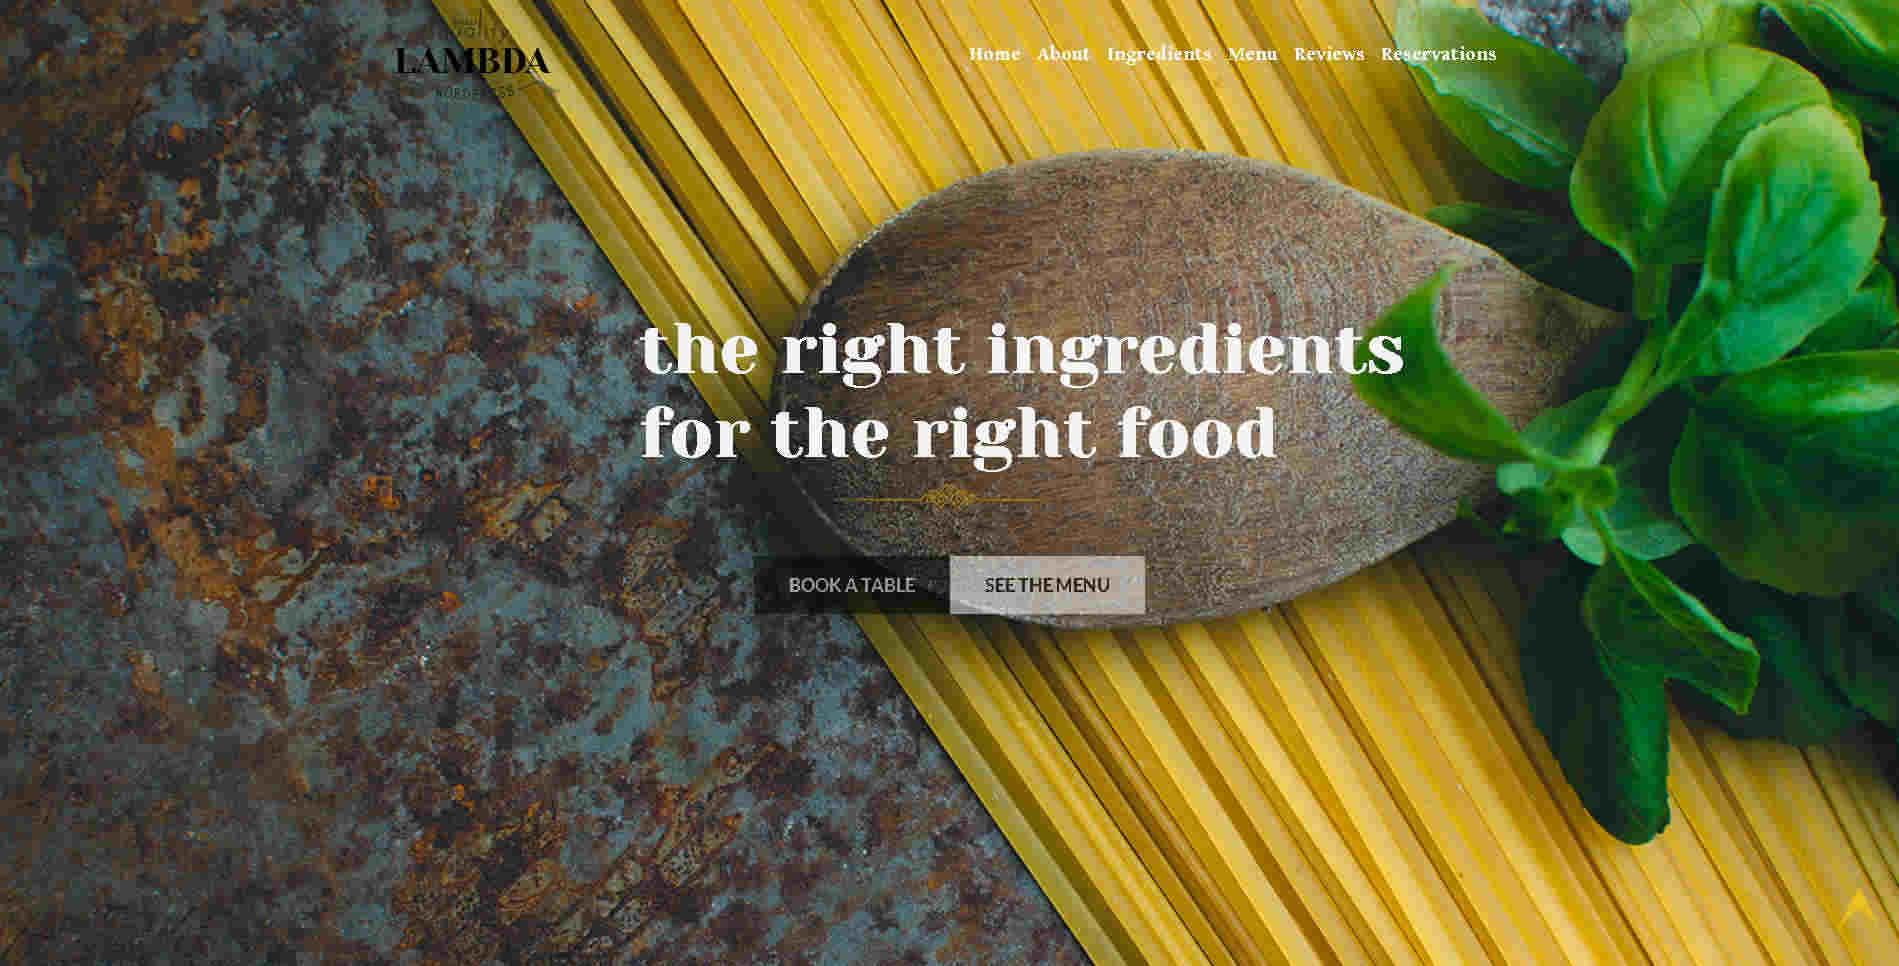 quality
LAMBDA
WORDPRESS
Home About Ingredients Menu Reviews Reservations
the right ingredients
for the right food
BOOK A TABLE
SEE THE MENU